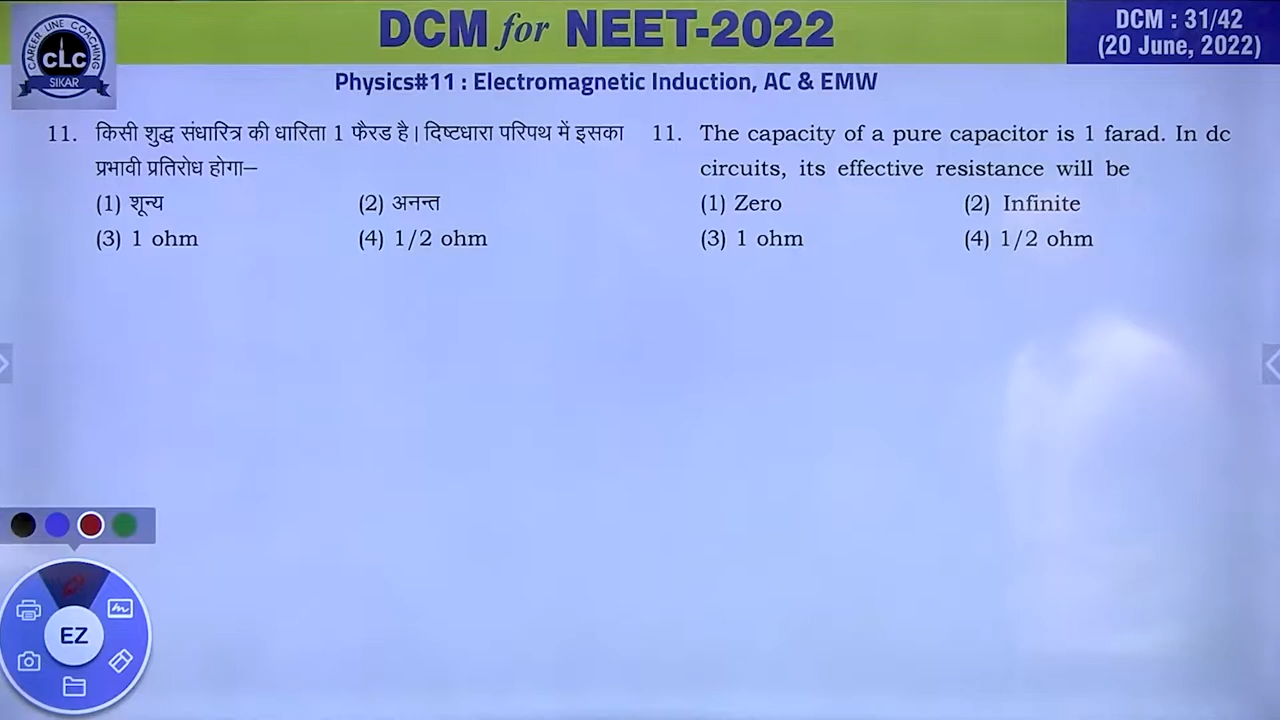 CAREER LINE COACHING
CLC
SIKAR
DCM for NEET-2022
DCM : 31/42
(20 June, 2022)
Physics#11 : Electromagnetic Induction, AC & EMW
11. किसी शुद्ध संधारित्र की धारिता 1 फैरड है। दिष्टधारा परिपथ में इसका
प्रभावी प्रतिरोध होगा–
(1) शून्य (2) अनन्त
(3) 1 ohm (4) 1/2 ohm
11. The capacity of a pure capacitor is 1 farad. In dc
circuits, its effective resistance will be
(1) Zero (2) Infinite
(3) 1 ohm (4) 1/2 ohm
EZ